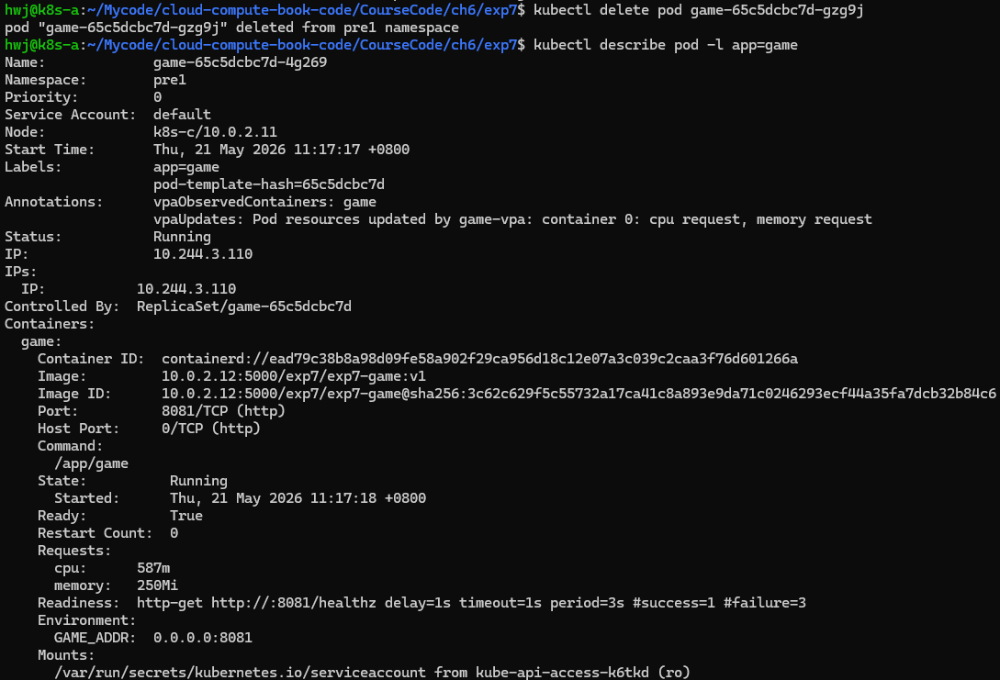 hwj@k8s-a:~/Mycode/cloud-compute-book-code/CourseCode/ch6/exp7$ kubectl delete pod game-65c5dcbc7d-gzg9j
pod "game-65c5dcbc7d-gzg9j" deleted from pre1 namespace
hwj@k8s-a:~/Mycode/cloud-compute-book-code/CourseCode/ch6/exp7$ kubectl describe pod -l app=game
Name:             game-65c5dcbc7d-4g269
Namespace:        pre1
Priority:         0
Service Account:  default
Node:             k8s-c/10.0.2.11
Start Time:       Thu, 21 May 2026 11:17:17 +0800
Labels:           app=game
                  pod-template-hash=65c5dcbc7d
Annotations:      vpaObservedContainers: game
                  vpaUpdates: Pod resources updated by game-vpa: container 0: cpu request, memory request
Status:           Running
IP:               10.244.3.110
IPs:
  IP:           10.244.3.110
Controlled By:  ReplicaSet/game-65c5dcbc7d
Containers:
  game:
    Container ID:  containerd://ead79c38b8a98d09fe58a902f29ca956d18c12e07a3c039c2caa3f76d601266a
    Image:         10.0.2.12:5000/exp7/exp7-game:v1
    Image ID:      10.0.2.12:5000/exp7/exp7-game@sha256:3c62c629f5c55732a17ca41c8a893e9da71c0246293ecf44a35fa7dcb32b84c6
    Port:          8081/TCP (http)
    Host Port:     0/TCP (http)
    Command:
      /app/game
    State:          Running
      Started:      Thu, 21 May 2026 11:17:18 +0800
    Ready:          True
    Restart Count:  0
    Requests:
      cpu:      587m
      memory:   250Mi
    Readiness:  http-get http://:8081/healthz delay=1s timeout=1s period=3s #success=1 #failure=3
    Environment:
      GAME_ADDR:  0.0.0.0:8081
    Mounts:
      /var/run/secrets/kubernetes.io/serviceaccount from kube-api-access-k6tkd (ro)